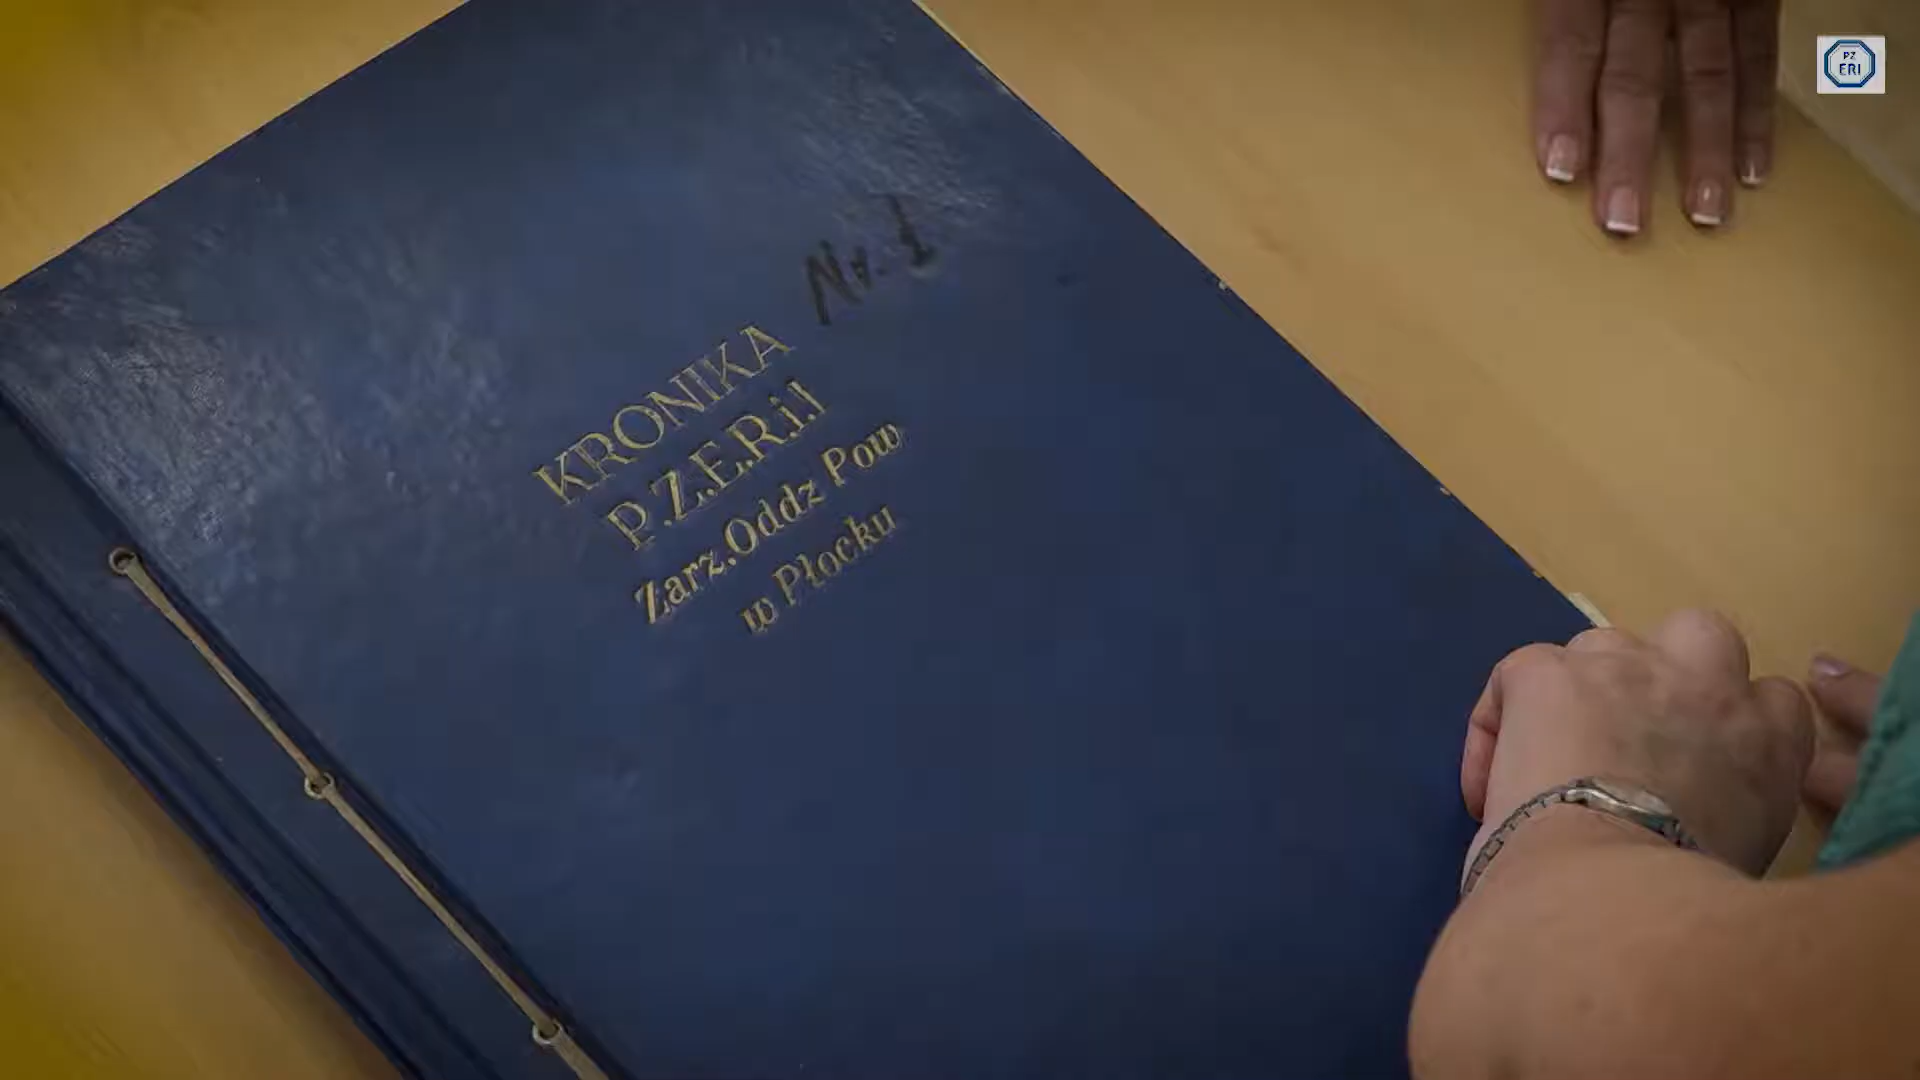 Nr. 1
KRONIKA
P.Z.E.R.i.I
Zarz.Oddz Pow
w Płocku
PZ
ERI